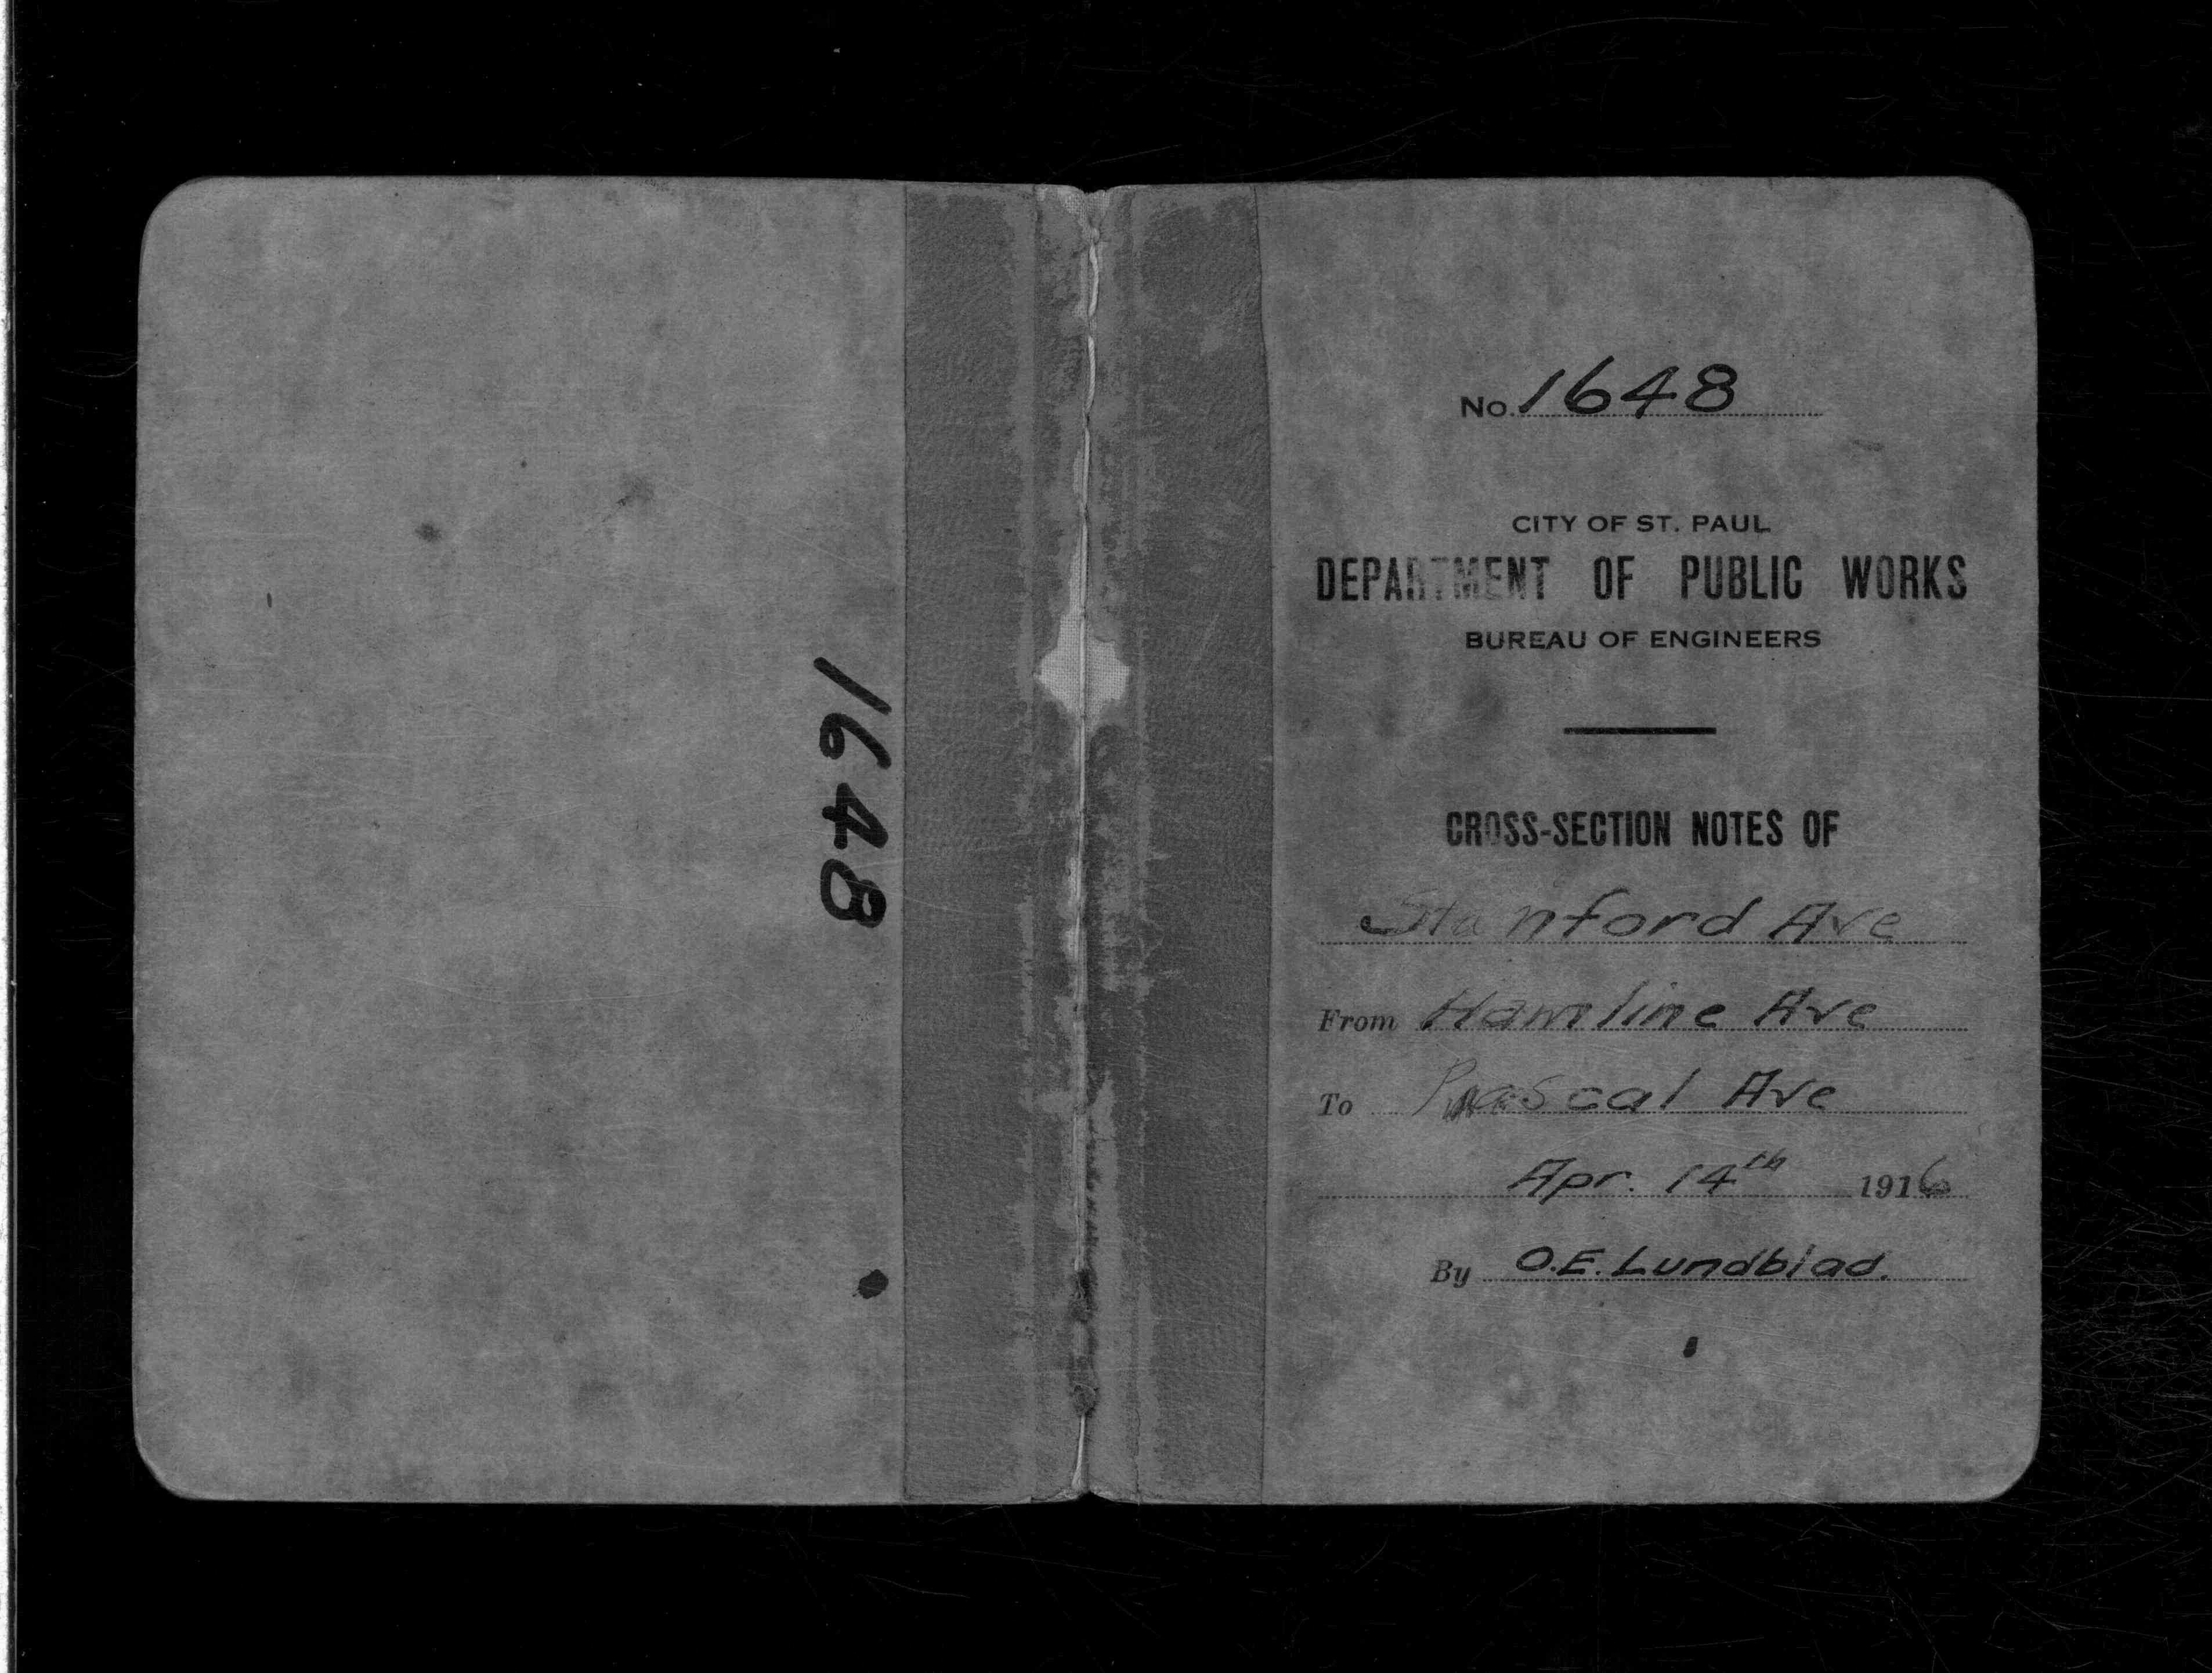 1648
No. 1648
CITY OF ST. PAUL
DEPARTMENT OF PUBLIC WORKS
BUREAU OF ENGINEERS
CROSS-SECTION NOTES OF
Stanford Ave
From Hamline Ave
To Pascal Ave
Apr. 14th 1916
By O.E. Lundblad.